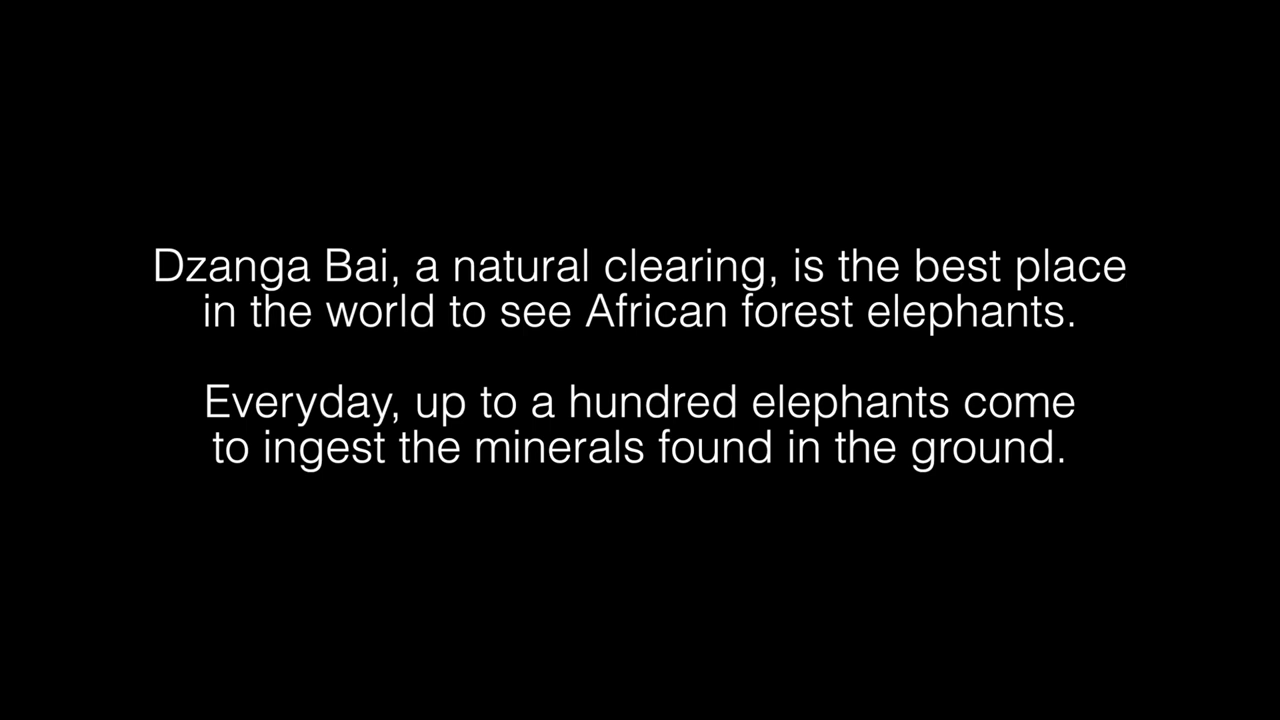 Dzanga Bai, a natural clearing, is the best place
in the world to see African forest elephants.
Everyday, up to a hundred elephants come
to ingest the minerals found in the ground.